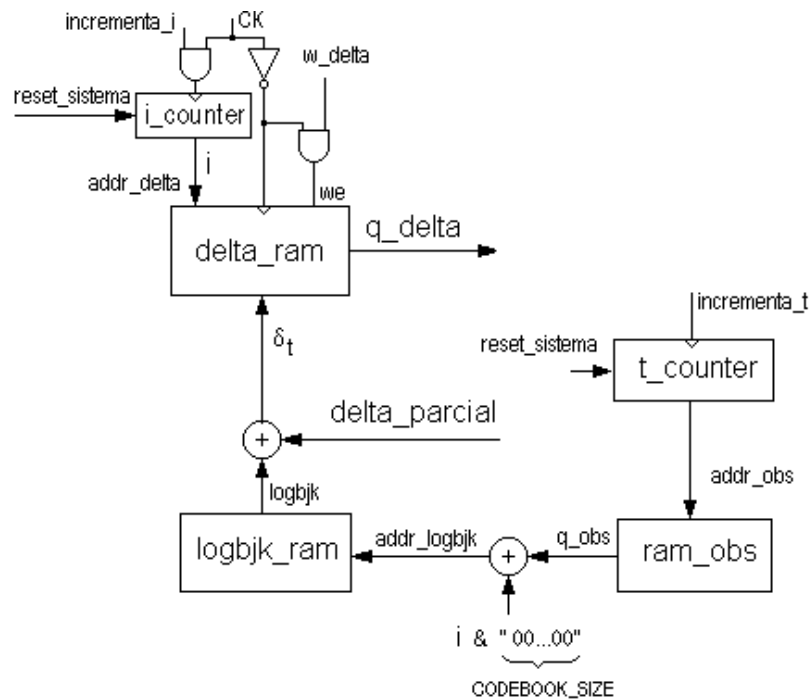 incrementa_i
CK
w_delta
reset_sistema
i_counter
i
addr_delta
we
delta_ram
q_delta
incrementa_t
δt
reset_sistema
t_counter
delta_parcial
+
addr_obs
logbjk
logbjk_ram
addr_logbjk
+
q_obs
ram_obs
i & "00...00"
CODEBOOK_SIZE